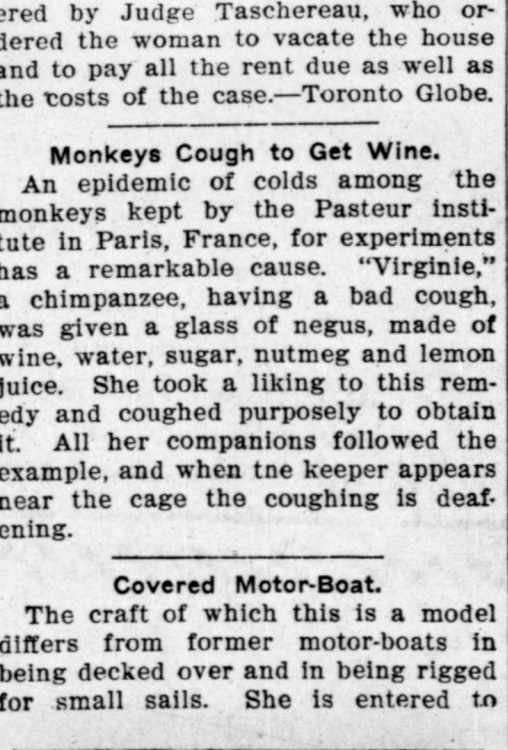 ered by Judge Taschereau, who or-
dered the woman to vacate the house
and to pay all the rent due as well as
the costs of the case.—Toronto Globe.
Monkeys Cough to Get Wine.
An epidemic of colds among the
monkeys kept by the Pasteur insti-
tute in Paris, France, for experiments
has a remarkable cause. "Virginie,"
a chimpanzee, having a bad cough,
was given a glass of negus, made of
wine, water, sugar, nutmeg and lemon
juice. She took a liking to this rem-
edy and coughed purposely to obtain
it. All her companions followed the
example, and when tne keeper appears
near the cage the coughing is deaf-
ening.
Covered Motor-Boat.
The craft of which this is a model
differs from former motor-boats in
being decked over and in being rigged
for small sails. She is entered to